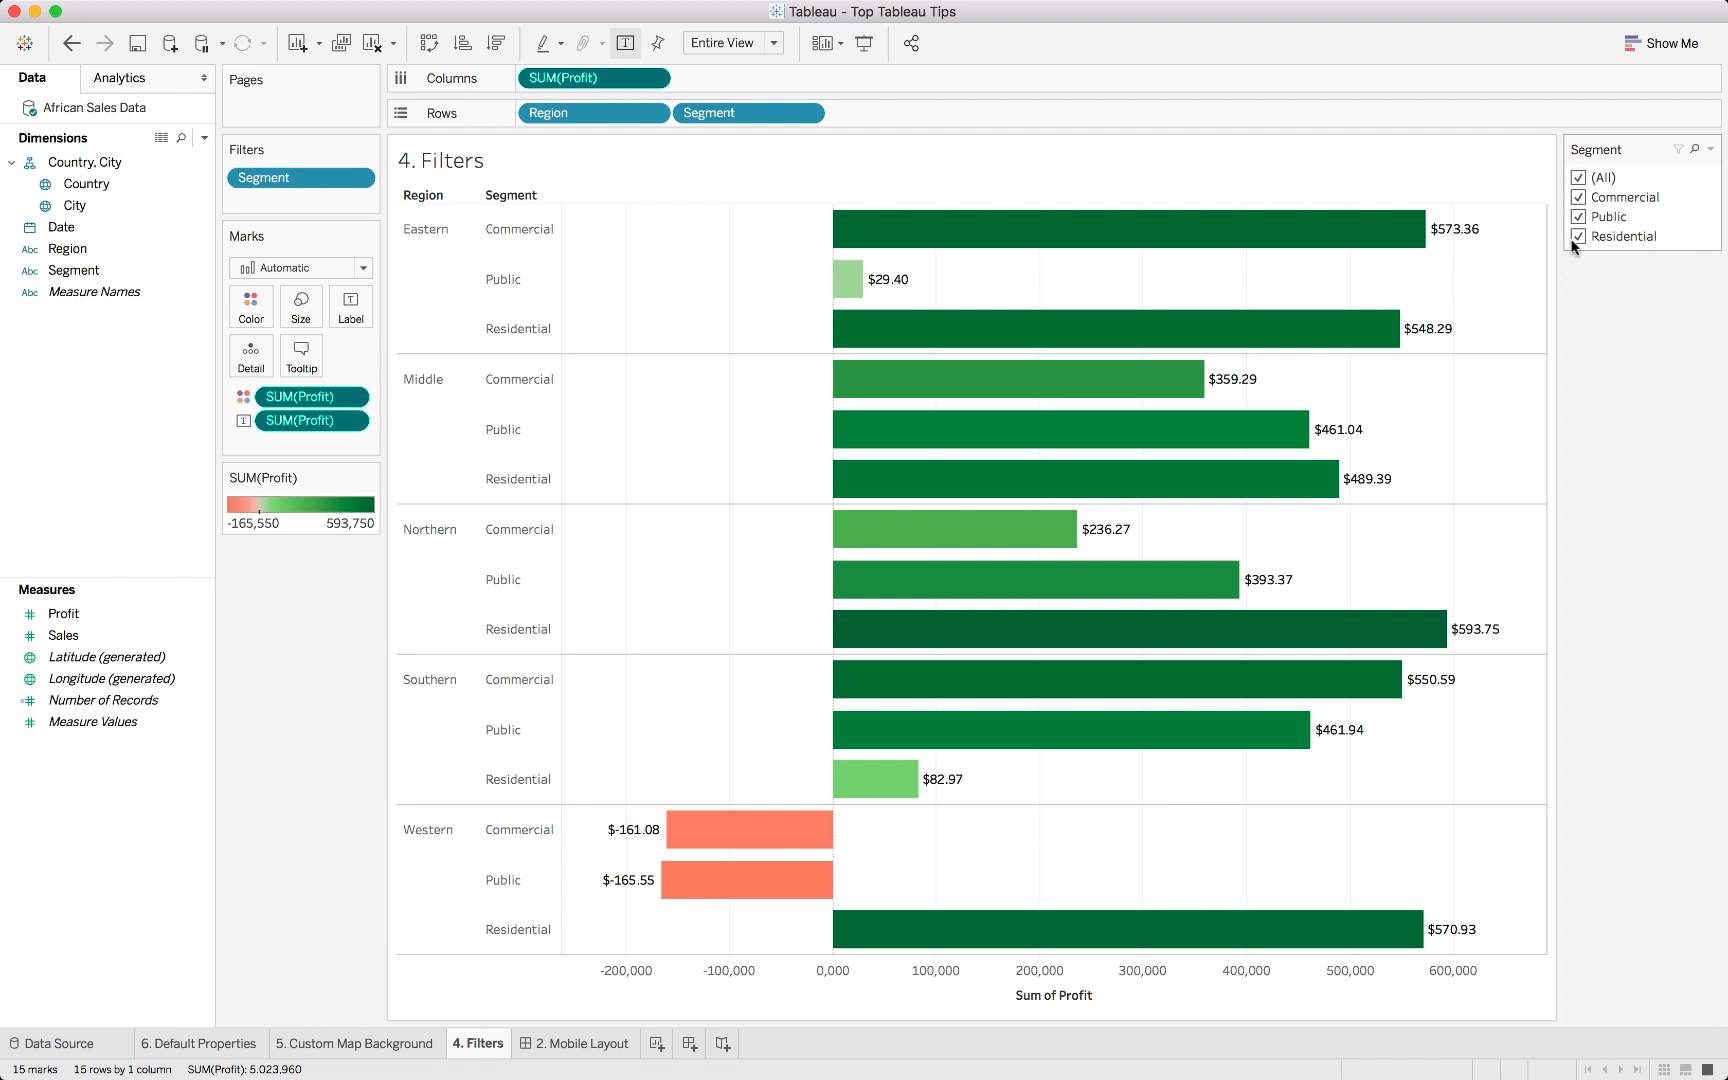 Tableau - Top Tableau Tips
Entire View
Show Me
Data
Analytics
African Sales Data
Dimensions
Country, City
Country
City
Date
Abc Region
Abc Segment
Abc Measure Names
Measures
Profit
Sales
Latitude (generated)
Longitude (generated)
Number of Records
Measure Values
Pages
Filters
Segment
Marks
Automatic
Color Size Label
Detail Tooltip
SUM(Profit)
SUM(Profit)
SUM(Profit)
-165,550 593,750
Columns SUM(Profit)
Rows Region Segment
4. Filters
Region Segment
Eastern Commercial $573.36
Public $29.40
Residential $548.29
Middle Commercial $359.29
Public $461.04
Residential $489.39
Northern Commercial $236.27
Public $393.37
Residential $593.75
Southern Commercial $550.59
Public $461.94
Residential $82.97
Western Commercial $-161.08
Public $-165.55
Residential $570.93
-200,000 -100,000 0,000 100,000 200,000 300,000 400,000 500,000 600,000
Sum of Profit
Segment
(All)
Commercial
Public
Residential
Data Source 6. Default Properties 5. Custom Map Background 4. Filters 2. Mobile Layout
15 marks 15 rows by 1 column SUM(Profit): 5.023,960